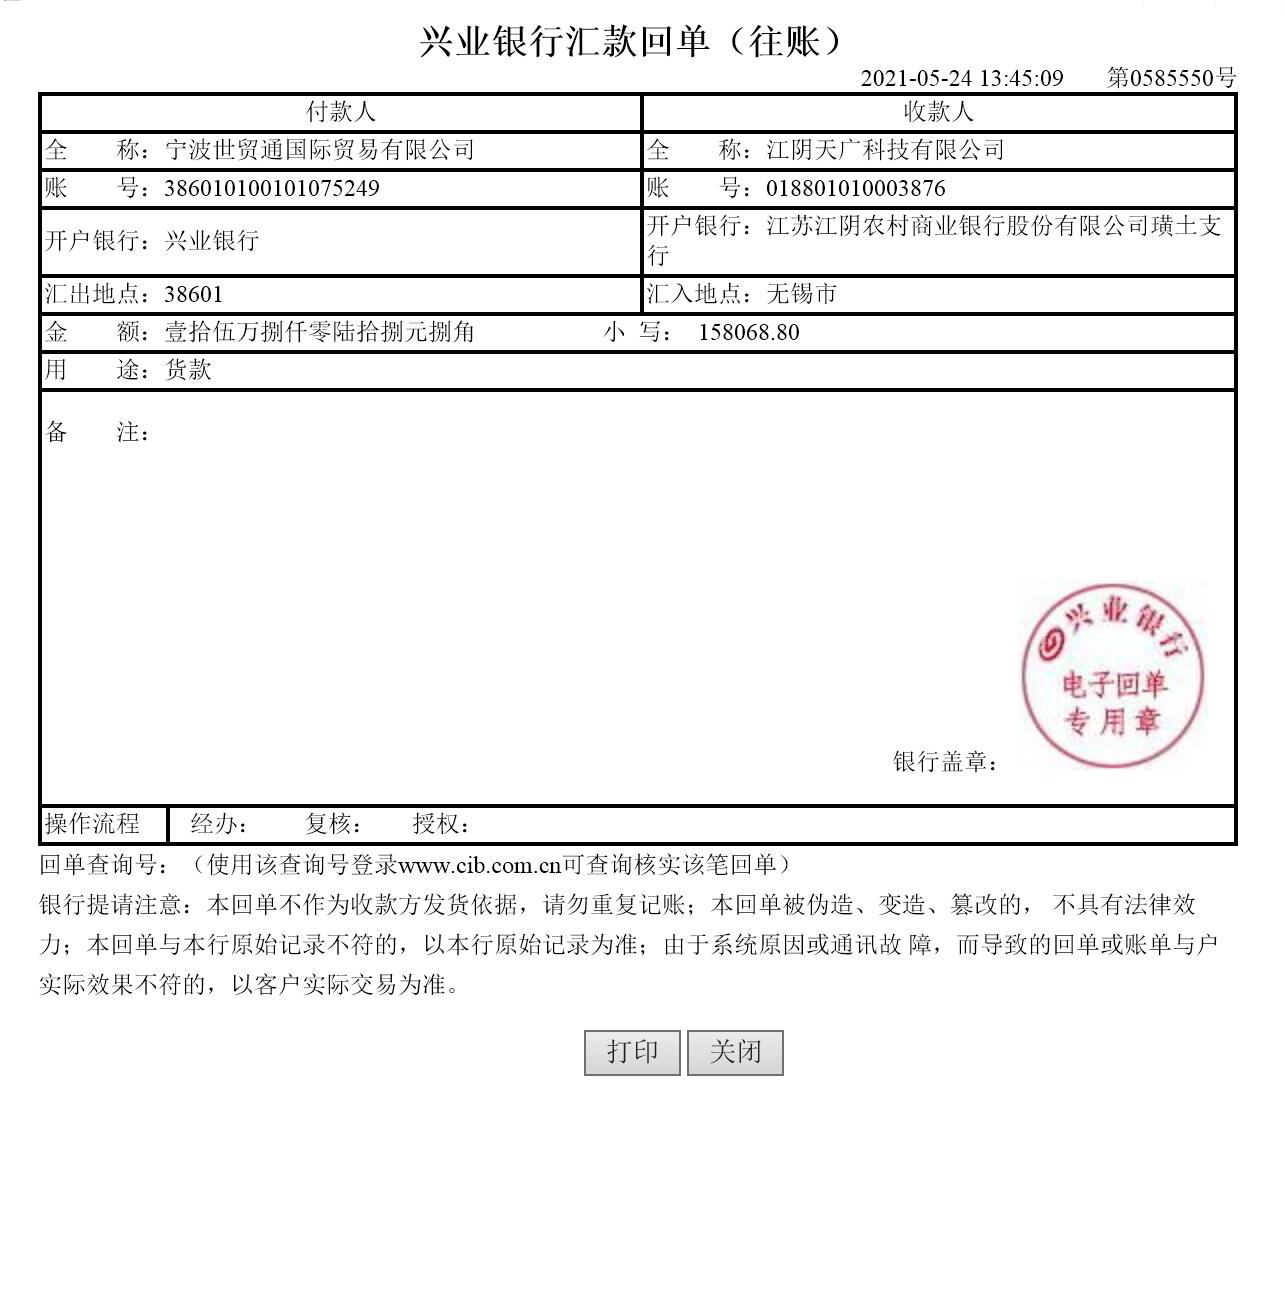 兴业银行汇款回单（往账）
2021-05-24 13:45:09 第0585550号
付款人 收款人
全 称：宁波世贸通国际贸易有限公司 全 称：江阴天广科技有限公司
账 号：386010100101075249 账 号：018801010003876
开户银行：兴业银行 开户银行：江苏江阴农村商业银行股份有限公司璜土支
行
汇出地点：38601 汇入地点：无锡市
金 额：壹拾伍万捌仟零陆拾捌元捌角 小 写： 158068.80
用 途：货款
备 注：
兴业银行
电子回单
专用章
银行盖章：
操作流程 经办： 复核： 授权：
回单查询号：（使用该查询号登录www.cib.com.cn可查询核实该笔回单）
银行提请注意：本回单不作为收款方发货依据，请勿重复记账；本回单被伪造、变造、篡改的， 不具有法律效
力；本回单与本行原始记录不符的，以本行原始记录为准；由于系统原因或通讯故 障，而导致的回单或账单与户
实际效果不符的，以客户实际交易为准。
打印 关闭